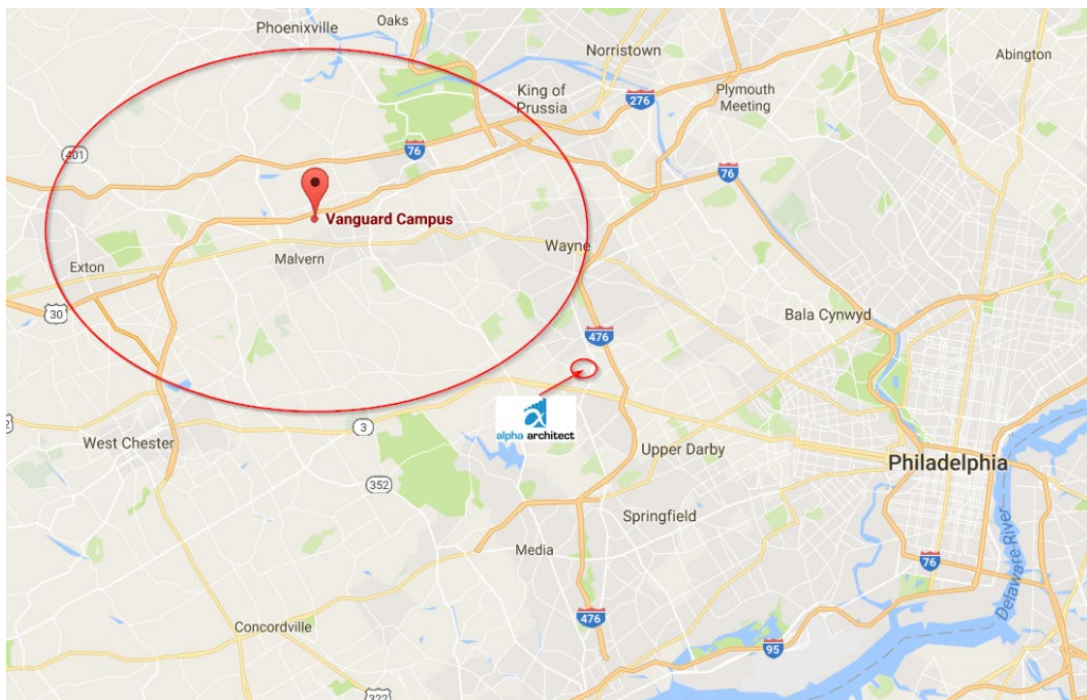 Phoenixville
Oaks
Norristown
Abington
King of
Prussia
276
Plymouth
Meeting
401
76
76
Vanguard Campus
Wayne
Exton
Malvern
30
Bala Cynwyd
476
alpha architect
3
West Chester
Upper Darby
Philadelphia
352
Springfield
Media
76
Delaware River
476
Concordville
95
322